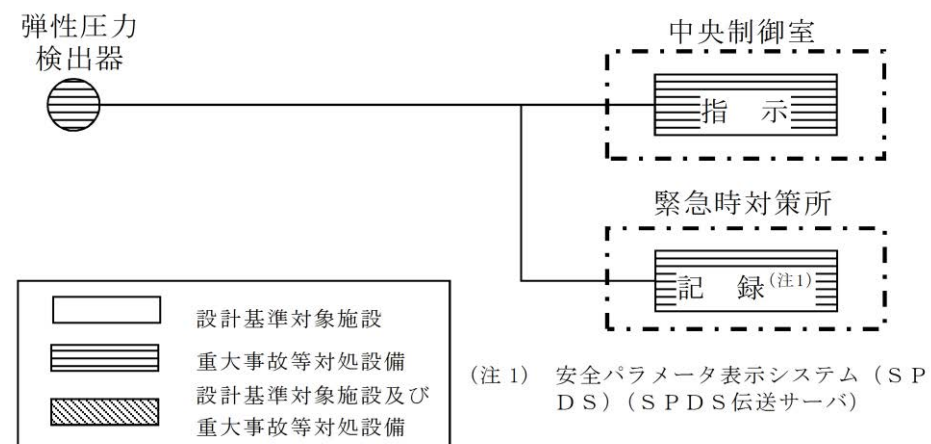 弾性圧力
検出器
中央制御室
指　示
緊急時対策所
記　録(注1)
設計基準対象施設
重大事故等対処設備
設計基準対象施設及び
重大事故等対処設備
(注1)　安全パラメータ表示システム（ＳＰ
ＤＳ）（ＳＰＤＳ伝送サーバ）